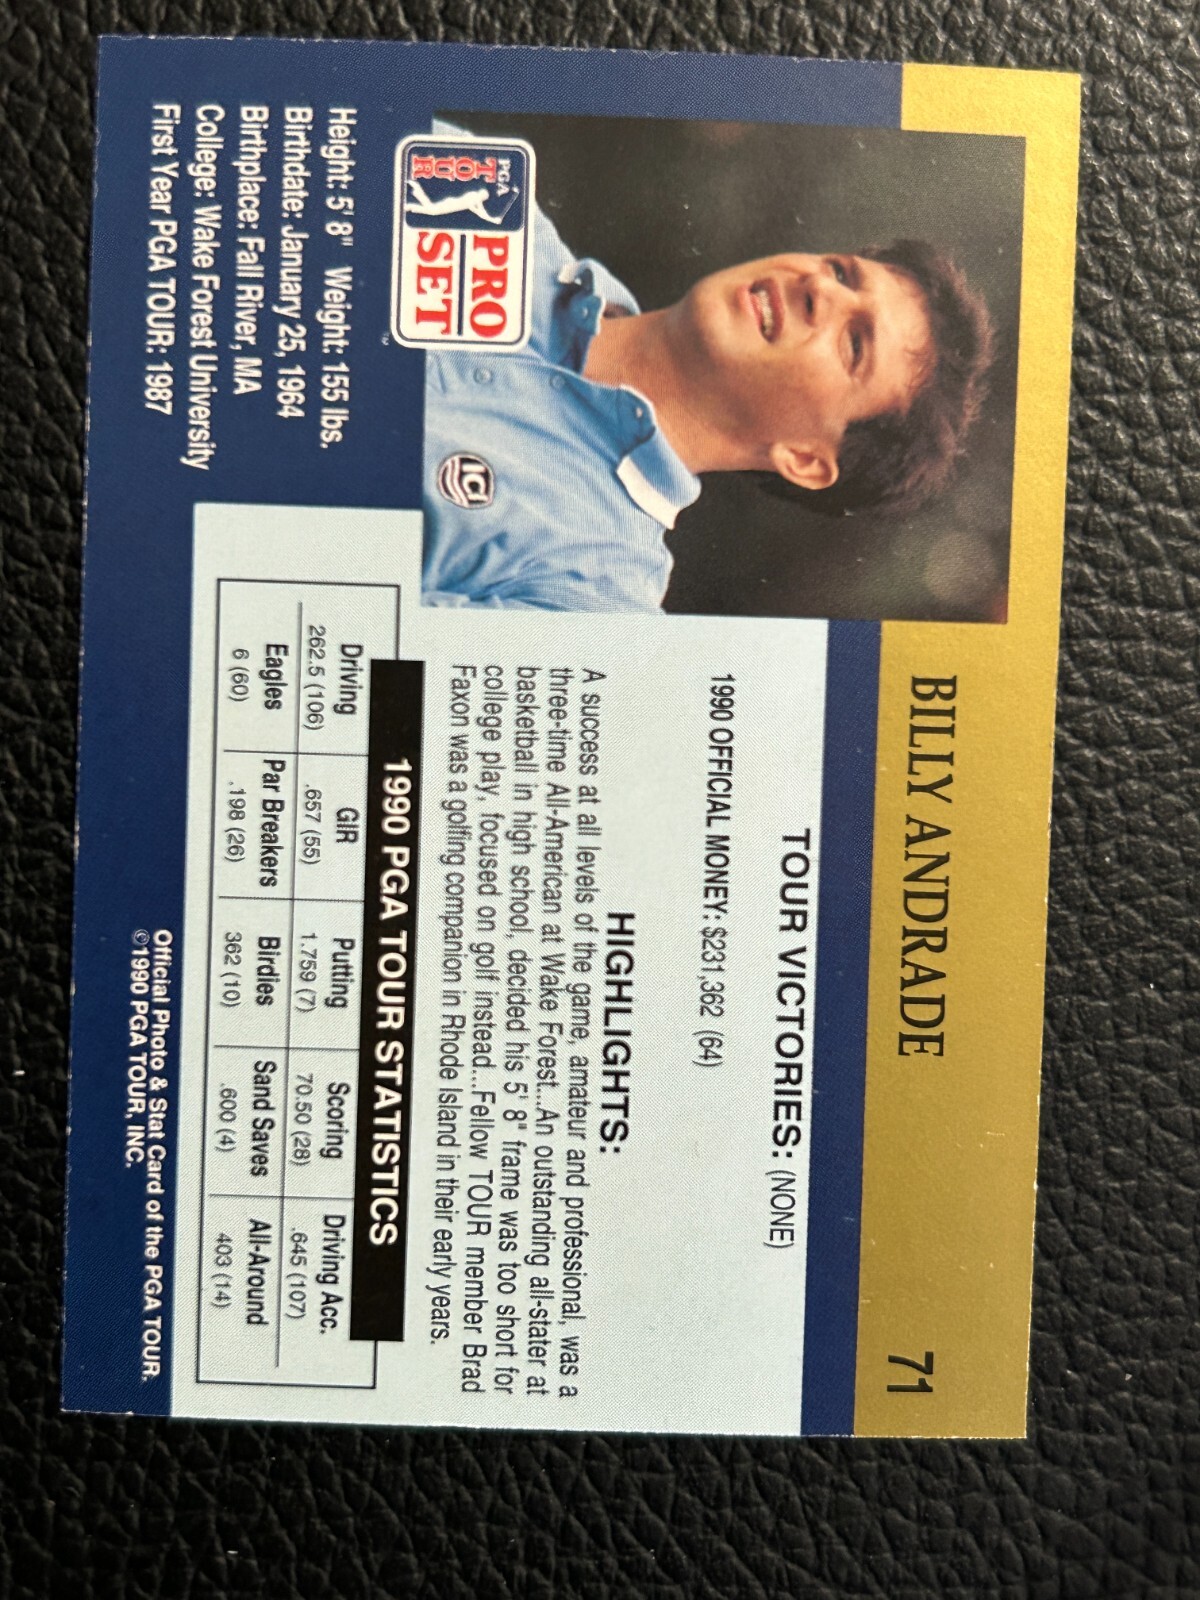 BILLY ANDRADE 71
TOUR VICTORIES: (NONE)
1990 OFFICIAL MONEY: $231,362 (64)
HIGHLIGHTS:
A success at all levels of the game, amateur and professional, was a
three-time All-American at Wake Forest...An outstanding all-stater at
basketball in high school, decided his 5' 8" frame was too short for
college play, focused on golf instead...Fellow TOUR member Brad
Faxon was a golfing companion in Rhode Island in their early years.
ICI
PGA
TOUR
PRO
SET
™
Height: 5' 8" Weight: 155 lbs.
Birthdate: January 25, 1964
Birthplace: Fall River, MA
College: Wake Forest University
First Year PGA TOUR: 1987
1990 PGA TOUR STATISTICS
Driving GIR Putting Scoring Driving Acc.
262.5 (106) .657 (55) 1.759 (7) 70.50 (28) .645 (107)
Eagles Par Breakers Birdies Sand Saves All-Around
6 (60) .198 (26) 362 (10) .600 (4) 403 (14)
Official Photo & Stat Card of the PGA TOUR.
©1990 PGA TOUR, INC.